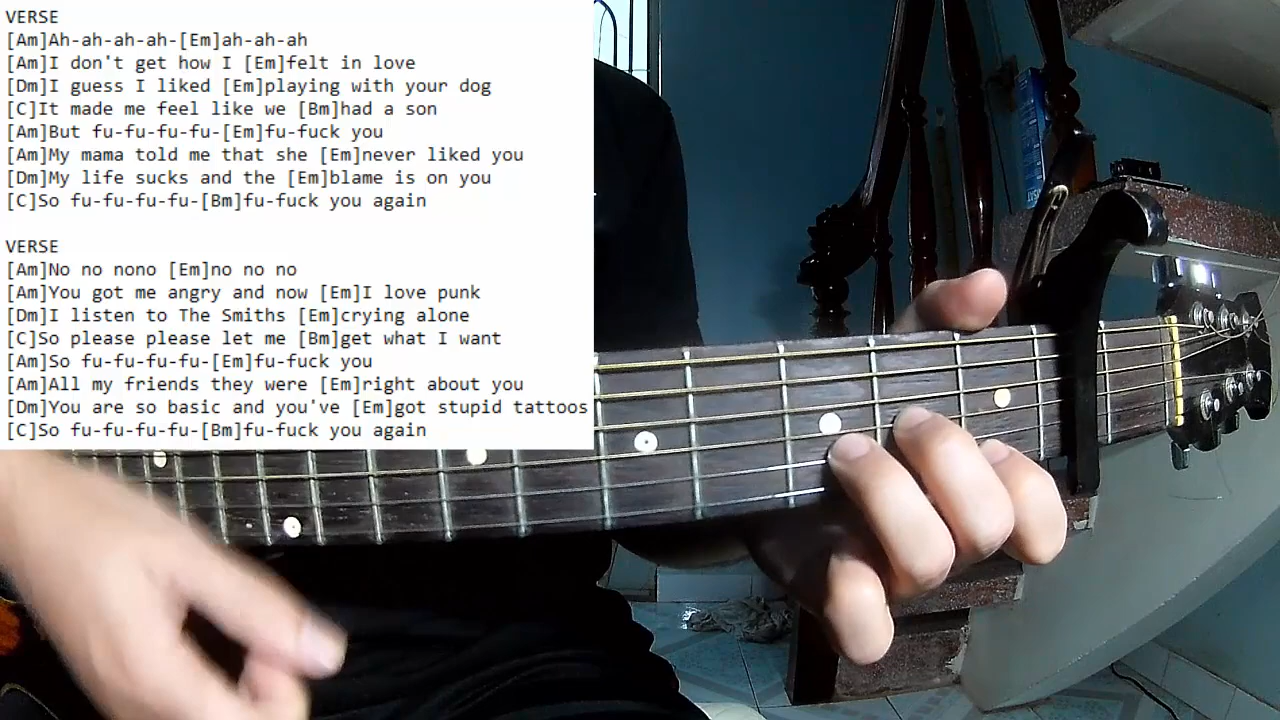 VERSE
[Am]Ah-ah-ah-ah-[Em]ah-ah-ah
[Am]I don't get how I [Em]felt in love
[Dm]I guess I liked [Em]playing with your dog
[C]It made me feel like we [Bm]had a son
[Am]But fu-fu-fu-fu-[Em]fu-fuck you
[Am]My mama told me that she [Em]never liked you
[Dm]My life sucks and the [Em]blame is on you
[C]So fu-fu-fu-fu-[Bm]fu-fuck you again
VERSE
[Am]No no nono [Em]no no no
[Am]You got me angry and now [Em]I love punk
[Dm]I listen to The Smiths [Em]crying alone
[C]So please please let me [Bm]get what I want
[Am]So fu-fu-fu-fu-[Em]fu-fuck you
[Am]All my friends they were [Em]right about you
[Dm]You are so basic and you've [Em]got stupid tattoos
[C]So fu-fu-fu-fu-[Bm]fu-fuck you again